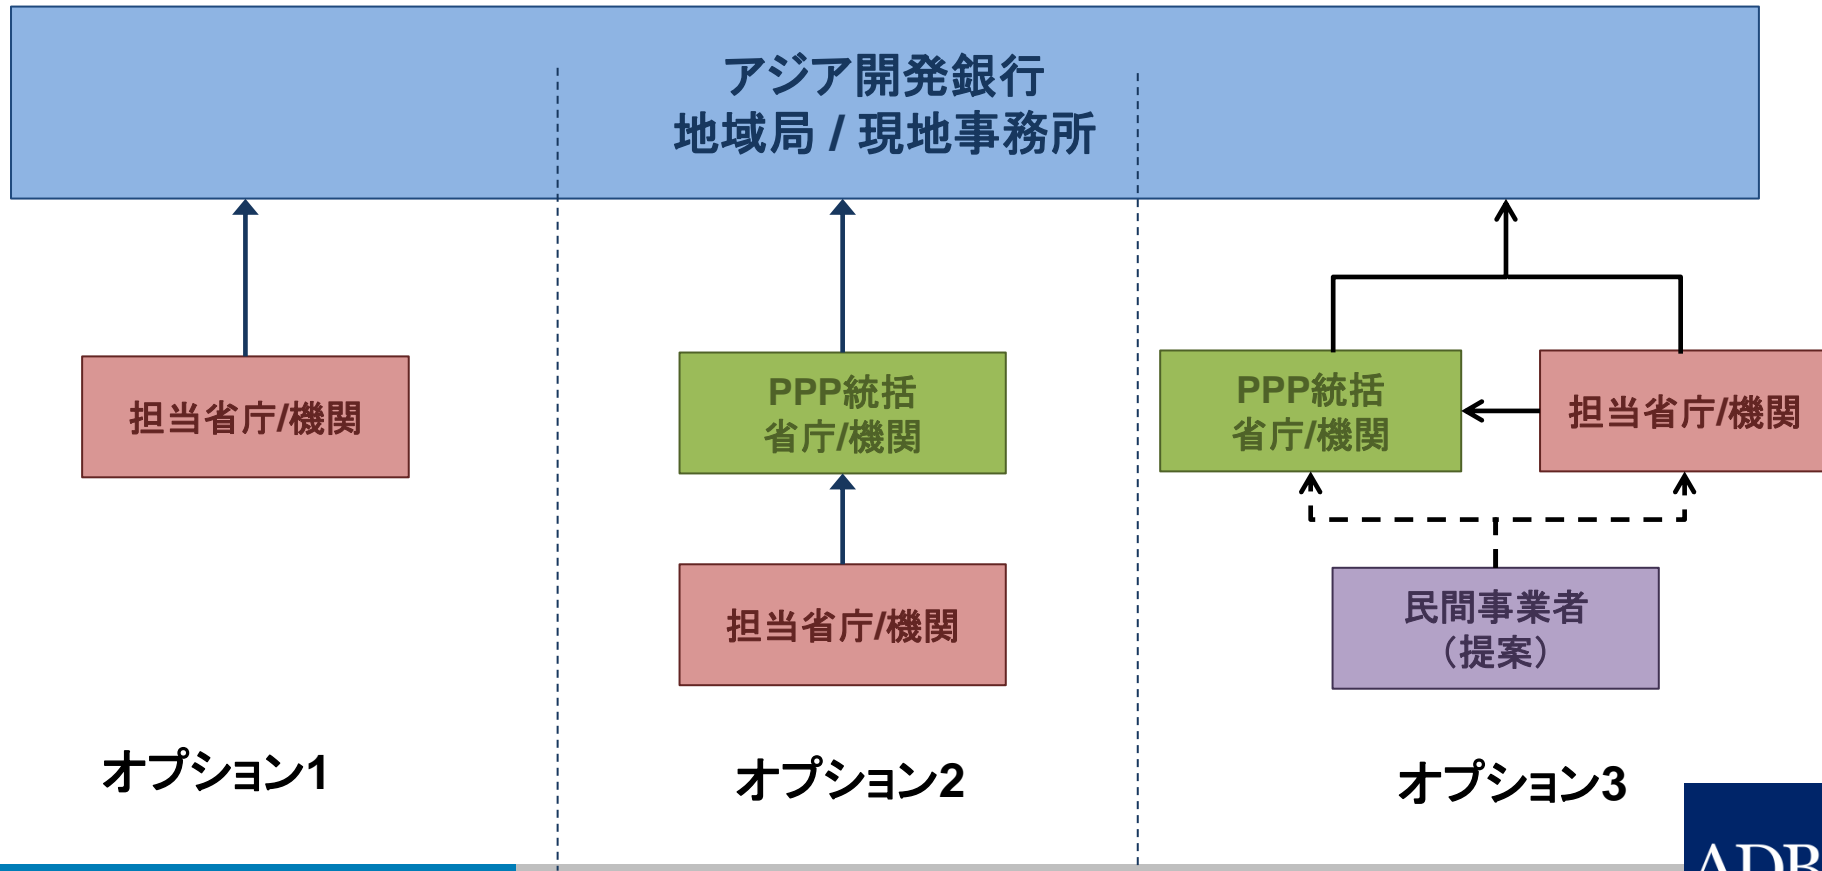 アジア開発銀行
地域局 / 現地事務所
担当省庁/機関
オプション1
PPP統括
省庁/機関
担当省庁/機関
オプション2
PPP統括
省庁/機関
担当省庁/機関
民間事業者
（提案）
オプション3
ADB